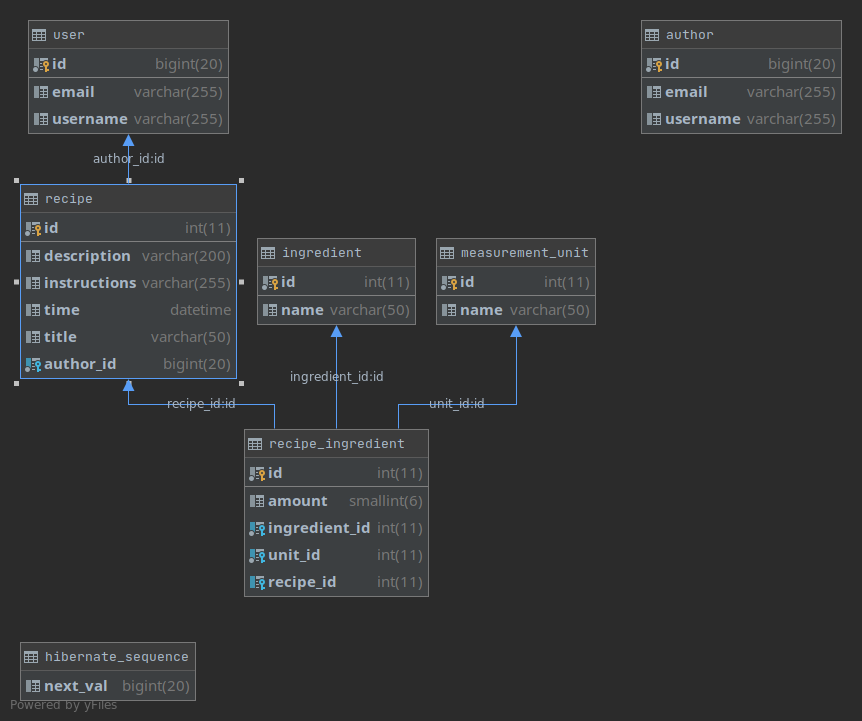 user
id bigint(20)
email varchar(255)
username varchar(255)
author
id bigint(20)
email varchar(255)
username varchar(255)
author_id:id
recipe
id int(11)
description varchar(200)
instructions varchar(255)
time datetime
title varchar(50)
author_id bigint(20)
ingredient
id int(11)
name varchar(50)
measurement_unit
id int(11)
name varchar(50)
recipe_id:id
ingredient_id:id
unit_id:id
recipe_ingredient
id int(11)
amount smallint(6)
ingredient_id int(11)
unit_id int(11)
recipe_id int(11)
hibernate_sequence
next_val bigint(20)
Powered by yFiles